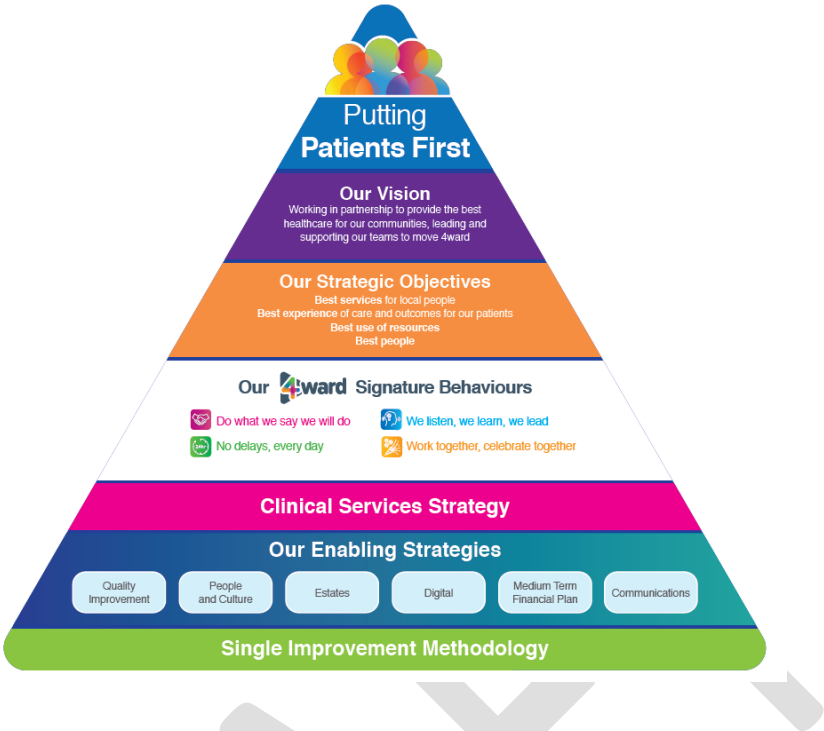 Putting
Patients First
Our Vision
Working in partnership to provide the best
healthcare for our communities, leading and
supporting our teams to move 4ward
Our Strategic Objectives
Best services for local people
Best experience of care and outcomes for our patients
Best use of resources
Best people
Our 4ward Signature Behaviours
Do what we say we will do
We listen, we learn, we lead
No delays, every day
Work together, celebrate together
Clinical Services Strategy
Our Enabling Strategies
Quality
Improvement
People
and Culture
Estates
Digital
Medium Term
Financial Plan
Communications
Single Improvement Methodology